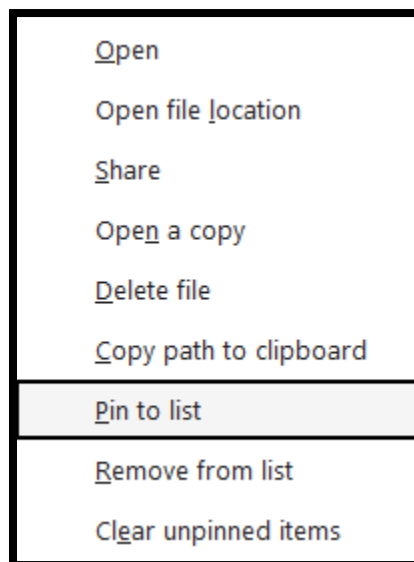 Open
Open file location
Share
Open a copy
Delete file
Copy path to clipboard
Pin to list
Remove from list
Clear unpinned items